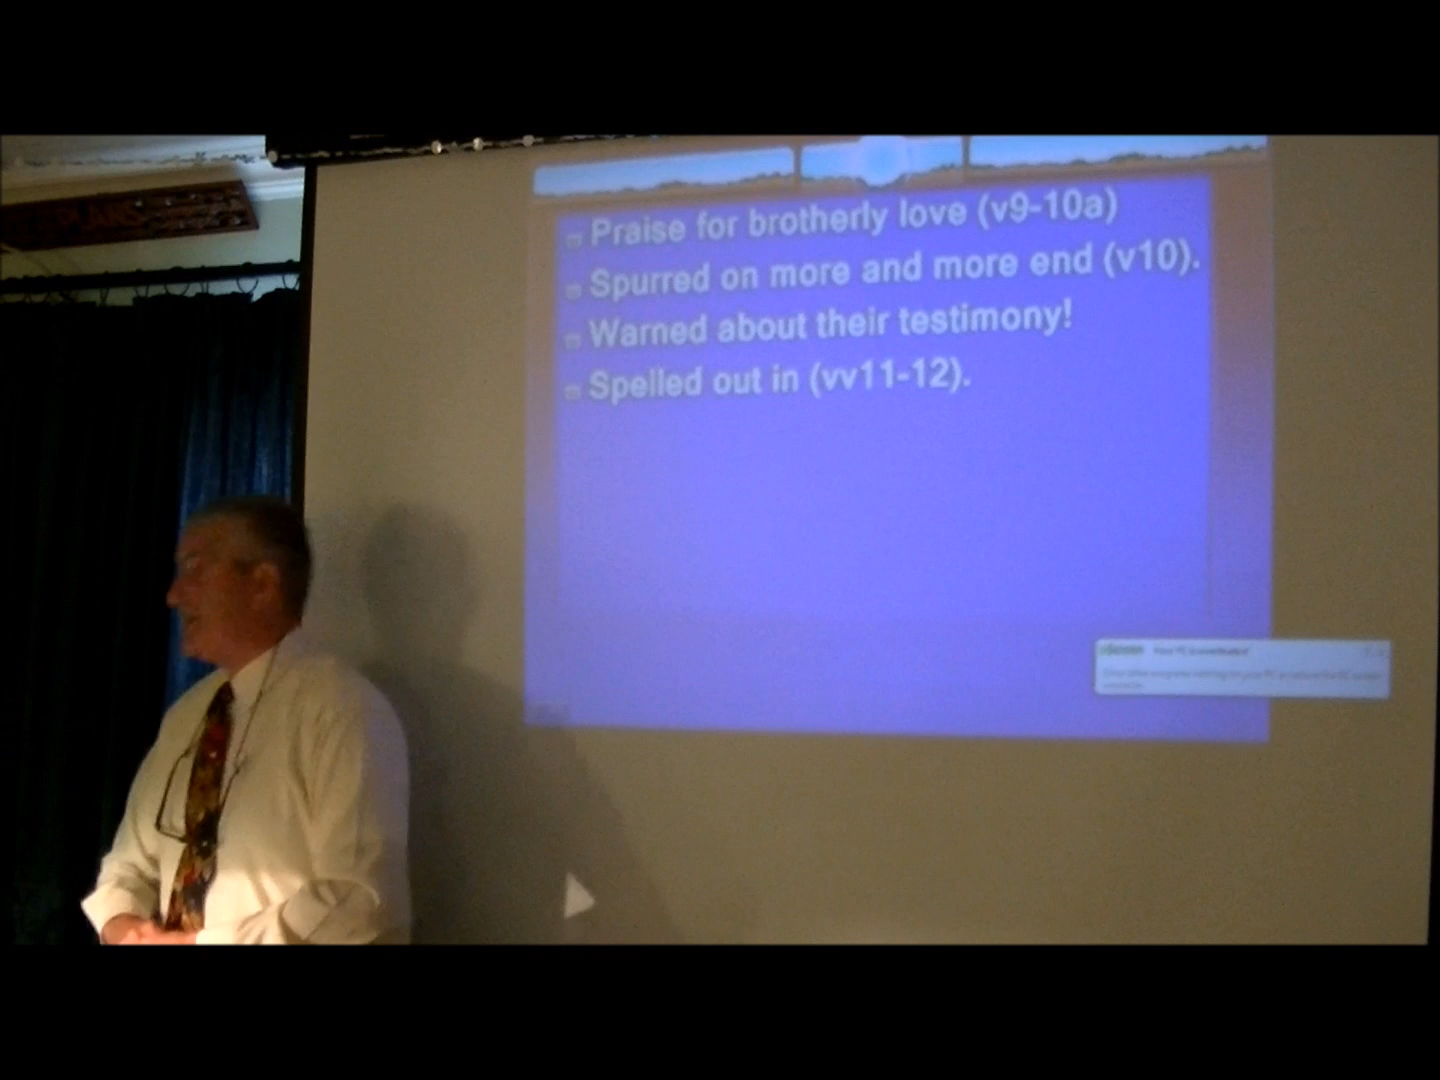 Praise for brotherly love (v9-10a)
Spurred on more and more end (v10).
Warned about their testimony!
Spelled out in (vv11-12).